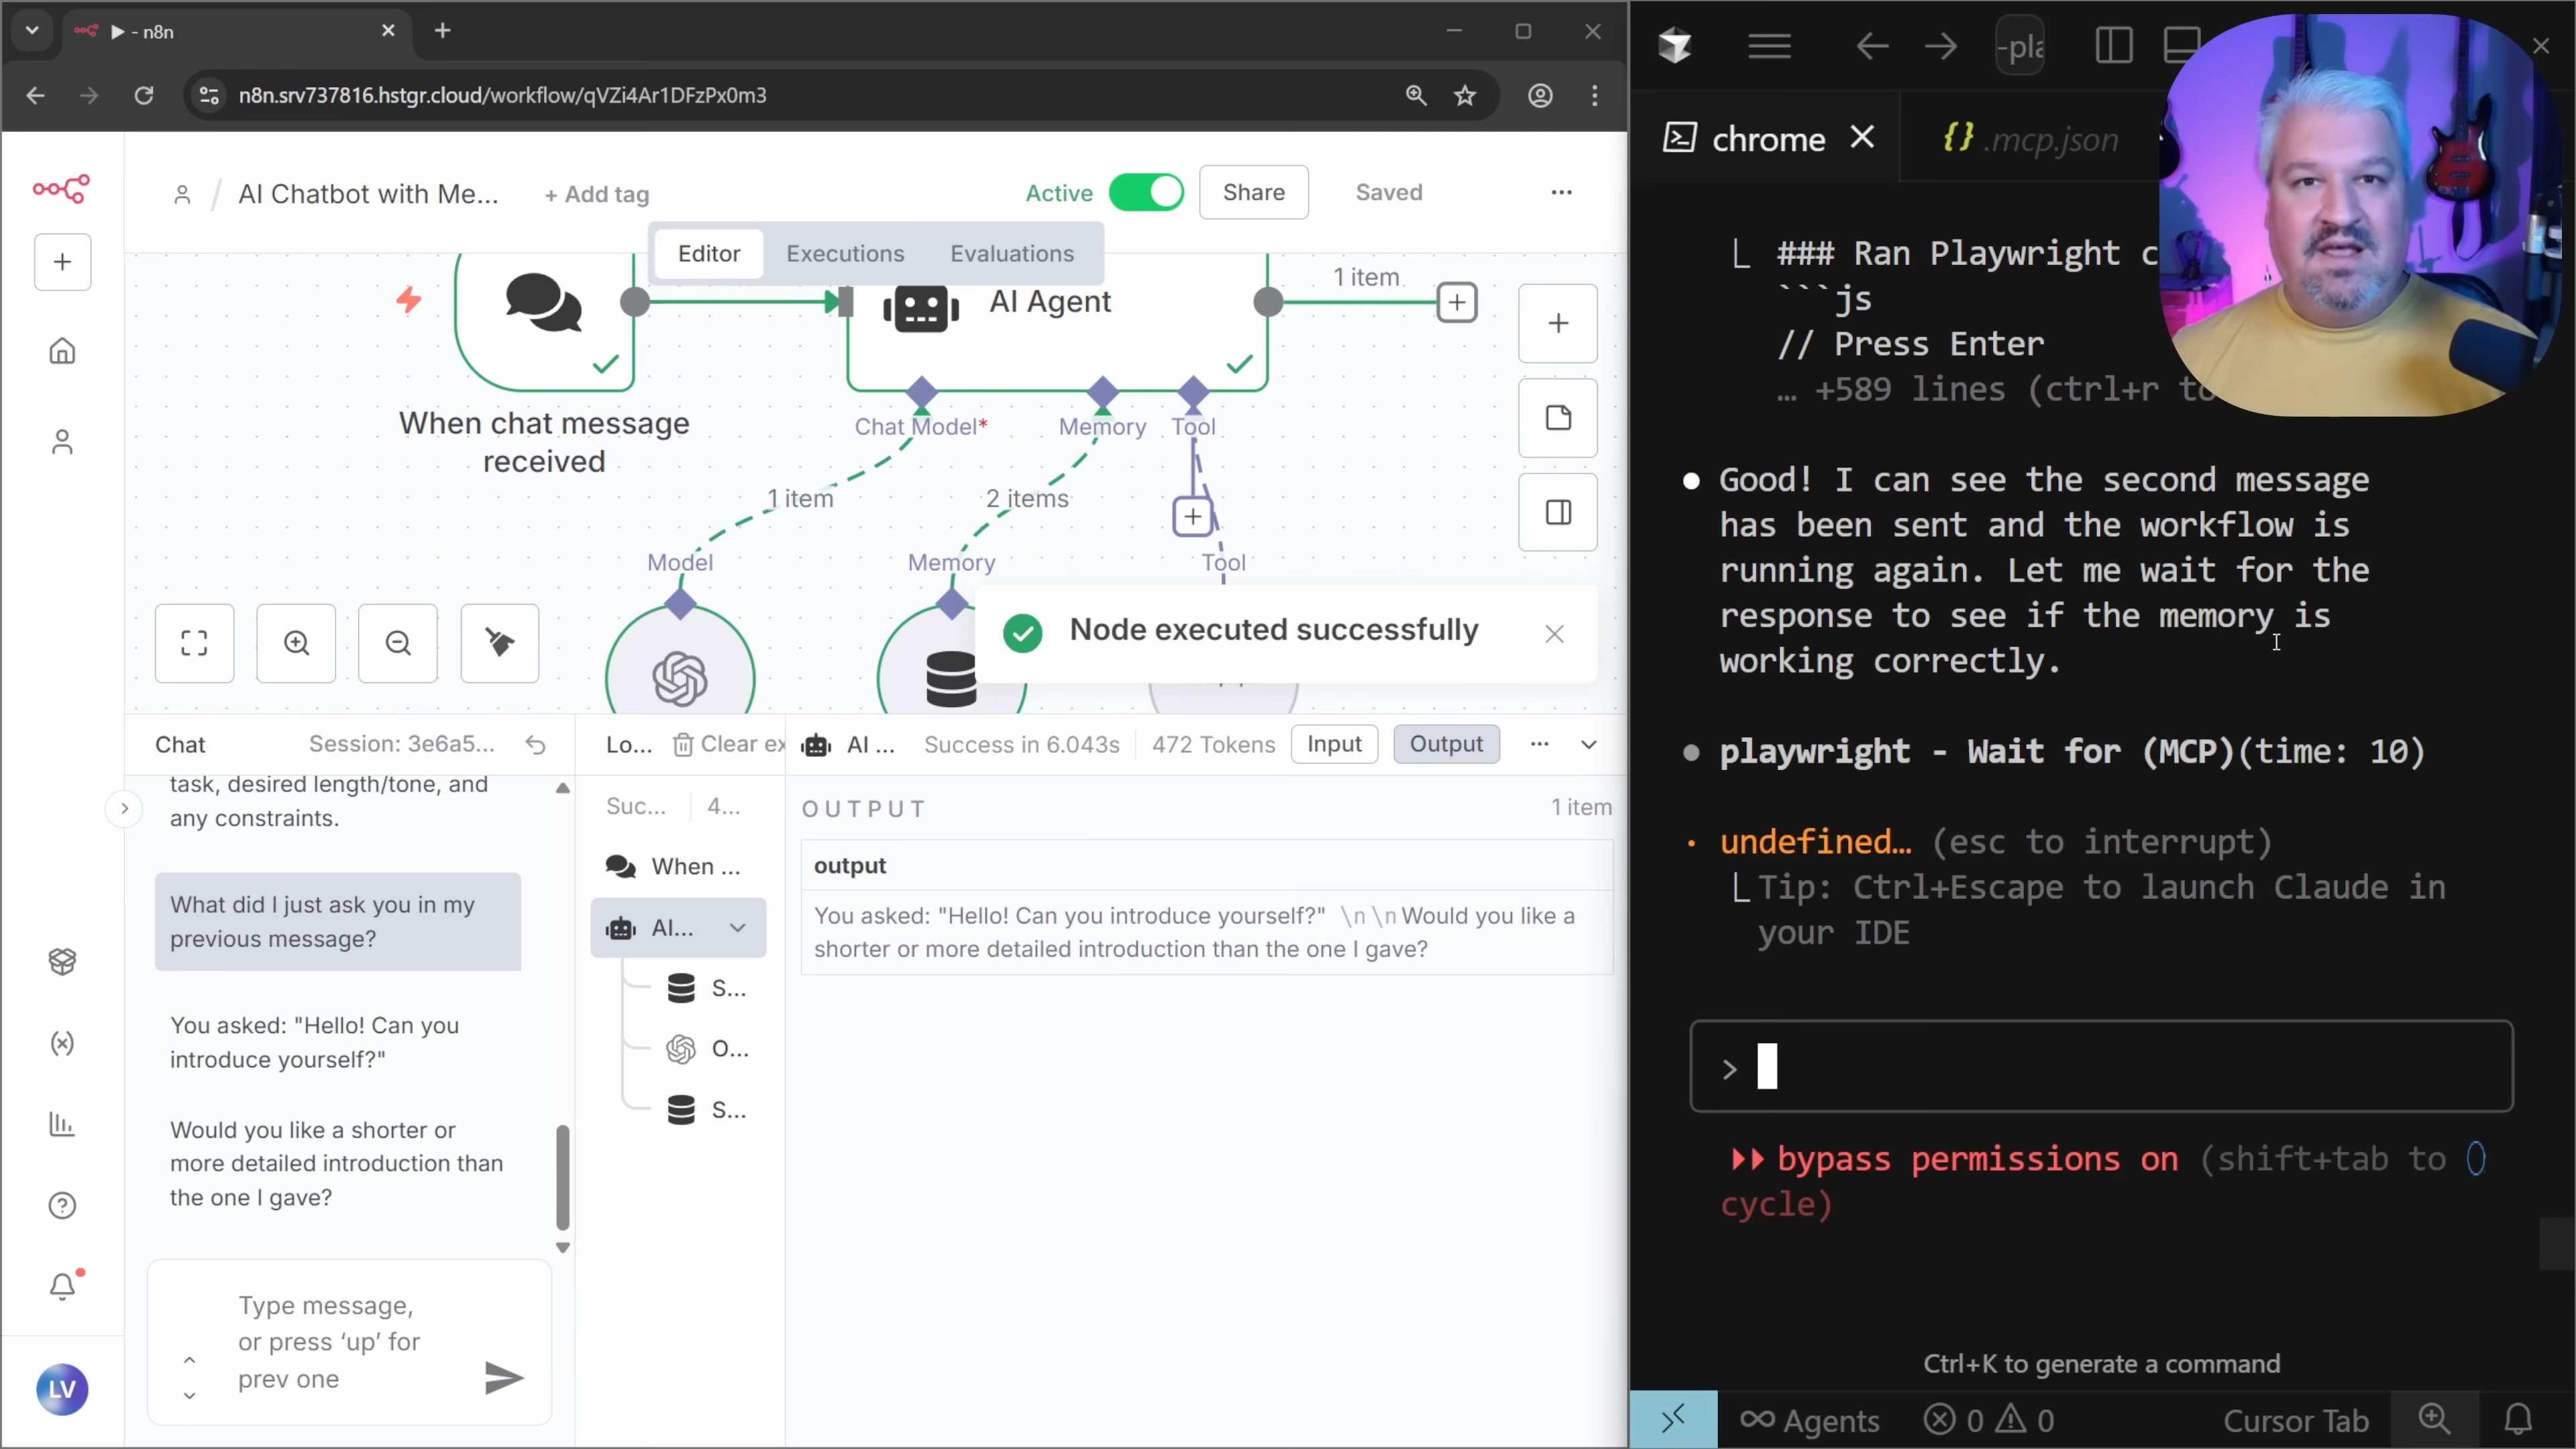 - n8n
n8n.srv737816.hstgr.cloud/workflow/qVZi4Ar1DFzPx0m3
/ AI Chatbot with Me...
+ Add tag
Active
Share
Saved
Editor
Executions
Evaluations
AI Agent
1 item
When chat message
received
Chat Model*
Memory
Tool
1 item
2 items
Model
Memory
Tool
Node executed successfully
Chat
Session: 3e6a5...
task, desired length/tone, and
any constraints.
What did I just ask you in my
previous message?
You asked: "Hello! Can you
introduce yourself?"
Would you like a shorter or
more detailed introduction than
the one I gave?
Type message,
or press ‘up’ for
prev one
LV
Lo...
Clear ex
Suc...
4...
When ...
AI...
S...
O...
S...
AI ...
Success in 6.043s
472 Tokens
Input
Output
OUTPUT
1 item
output
You asked: "Hello! Can you introduce yourself?" \n\nWould you like a
shorter or more detailed introduction than the one I gave?
-pla
chrome
{} .mcp.json
### Ran Playwright c
```js
// Press Enter
… +589 lines (ctrl+r to
Good! I can see the second message
has been sent and the workflow is
running again. Let me wait for the
response to see if the memory is
working correctly.
playwright - Wait for (MCP)(time: 10)
· undefined… (esc to interrupt)
Tip: Ctrl+Escape to launch Claude in
your IDE
>
bypass permissions on (shift+tab to
cycle)
Ctrl+K to generate a command
Agents
0
0
Cursor Tab